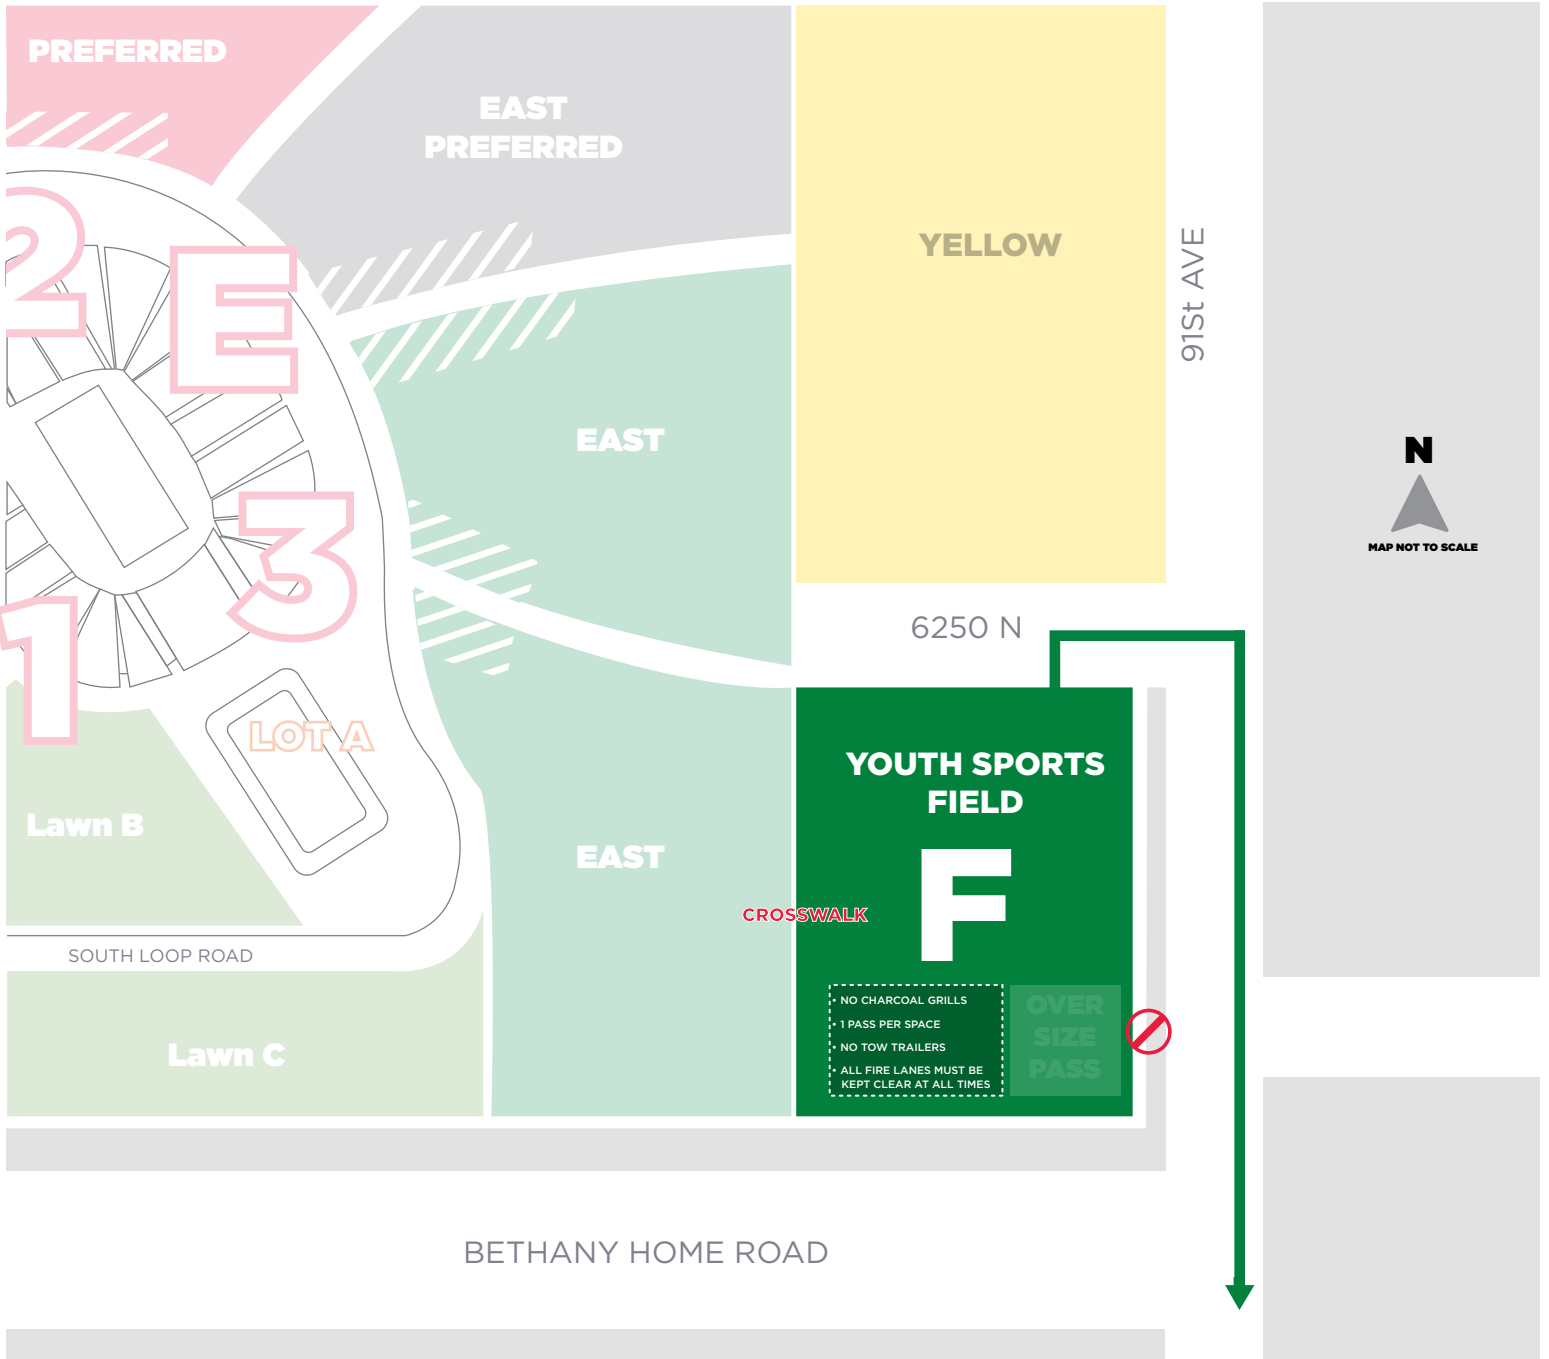 PREFERRED
EAST
PREFERRED
YELLOW
91St AVE
2
E
EAST
N
MAP NOT TO SCALE
3
1
6250 N
LOT A
YOUTH SPORTS
FIELD
F
Lawn B
EAST
CROSSWALK
SOUTH LOOP ROAD
• NO CHARCOAL GRILLS
• 1 PASS PER SPACE
• NO TOW TRAILERS
• ALL FIRE LANES MUST BE
KEPT CLEAR AT ALL TIMES
OVER
SIZE
PASS
Lawn C
BETHANY HOME ROAD